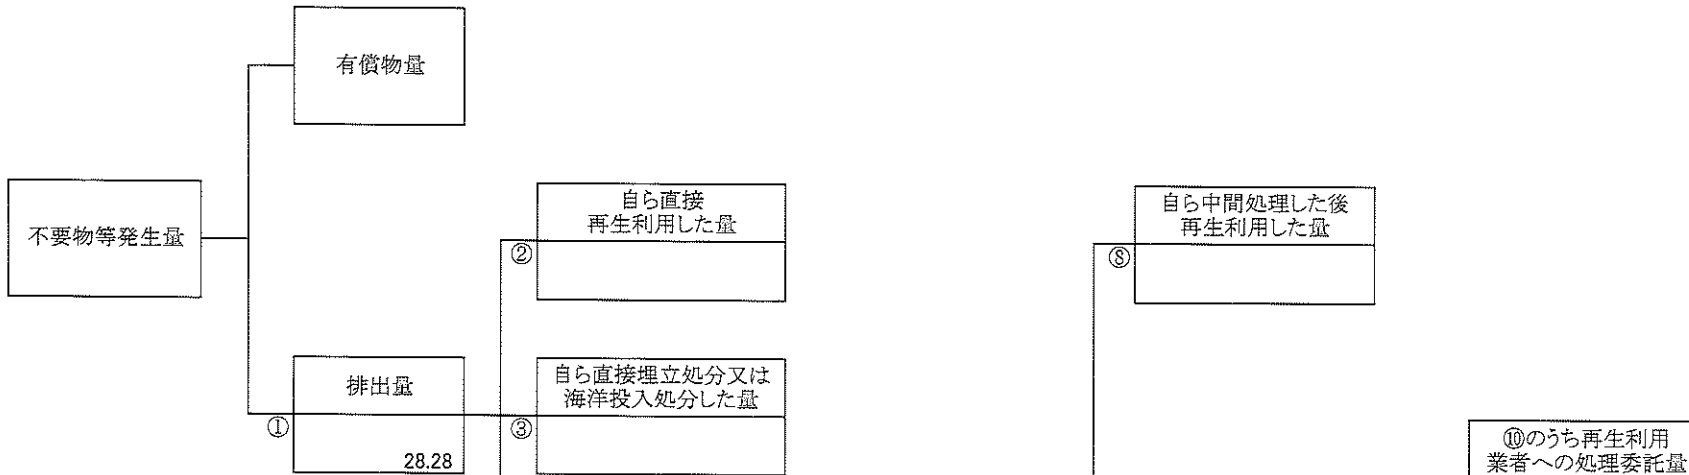 有償物量
不要物等発生量
自ら直接
再生利用した量
②
自ら中間処理した後
再生利用した量
⑧
排出量
①
28.28
自ら直接埋立処分又は
海洋投入処分した量
③
⑩のうち再生利用
業者への処理委託量